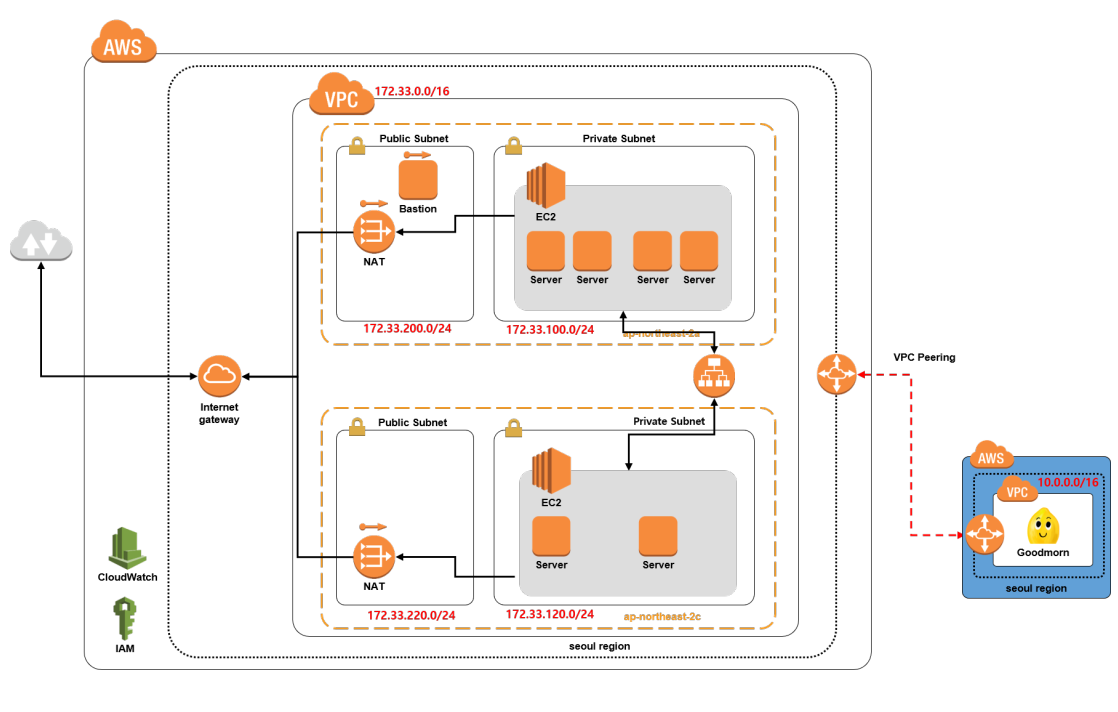 AWS
VPC
172.33.0.0/16
Public Subnet
Private Subnet
Bastion
EC2
NAT
Server
Server
Server
Server
172.33.200.0/24
172.33.100.0/24
ap-northeast-2a
VPC Peering
Internet
gateway
Public Subnet
Private Subnet
EC2
Server
Server
NAT
172.33.220.0/24
172.33.120.0/24
ap-northeast-2c
seoul region
CloudWatch
IAM
AWS
VPC
10.0.0.0/16
Goodmorn
seoul region